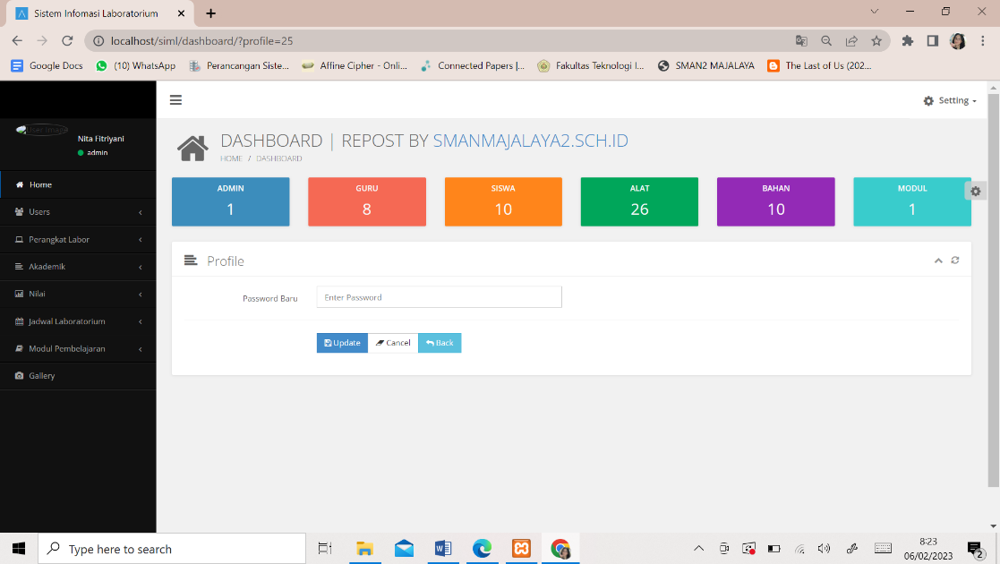 Sistem Infomasi Laboratorium
localhost/siml/dashboard/?profile=25
Google Docs (10) WhatsApp Perancangan Siste... Affine Cipher - Onli... Connected Papers |... Fakultas Teknologi I... SMAN2 MAJALAYA The Last of Us (202...
Setting
User Image
Nita Fitriyani
admin
DASHBOARD | REPOST BY SMANMAJALAYA2.SCH.ID
HOME / DASHBOARD
Home
Users
Perangkat Labor
Akademik
Nilai
Jadwal Laboratorium
Modul Pembelajaran
Gallery
ADMIN
1
GURU
8
SISWA
10
ALAT
26
BAHAN
10
MODUL
1
Profile
Password Baru Enter Password
Update Cancel Back
Type here to search
8:23
06/02/2023
2